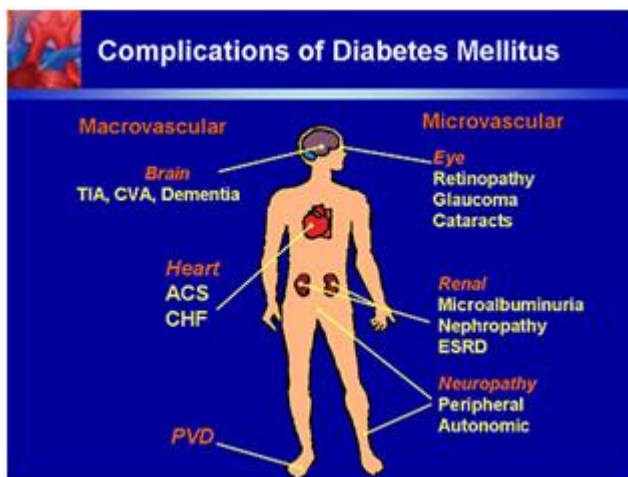 Complications of Diabetes Mellitus
Macrovascular
Brain
TIA, CVA, Dementia
Heart
ACS
CHF
PVD
Microvascular
Eye
Retinopathy
Glaucoma
Cataracts
Renal
Microalbuminuria
Nephropathy
ESRD
Neuropathy
Peripheral
Autonomic